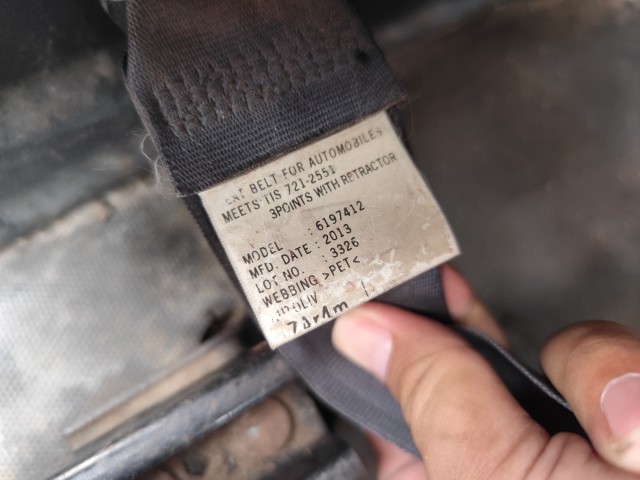 BELT FOR AUTOMOBILES
MEETS TIS 721-2551
3POINTS WITH RETRACTOR
MODEL : 6197412
MFD. DATE : 2013
LOT NO. : 3326
WEBBING >PET<